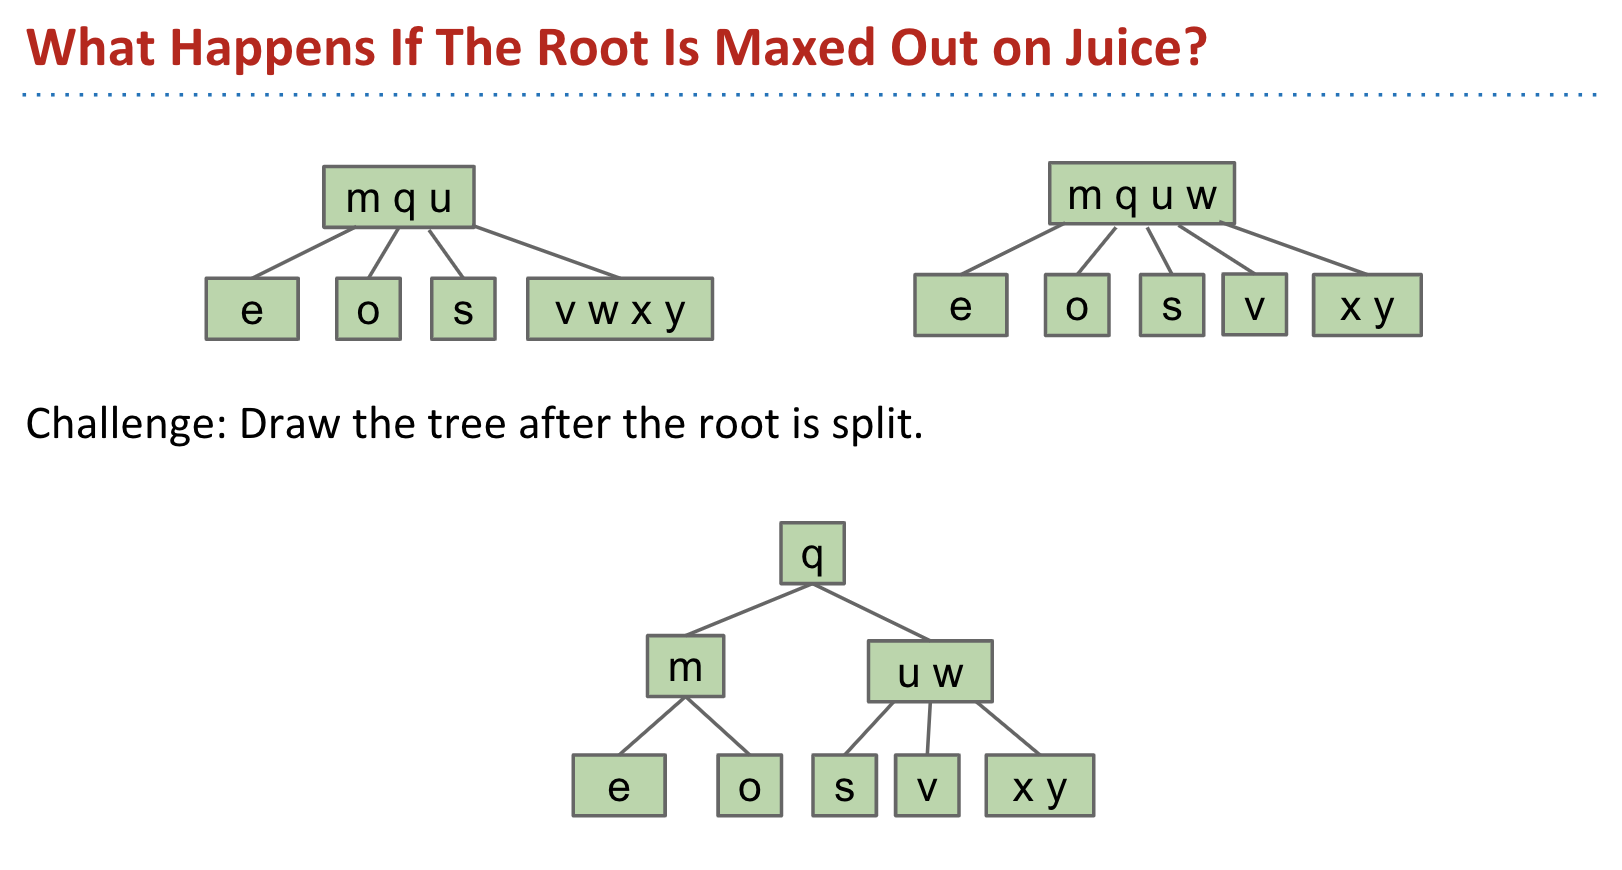 What Happens If The Root Is Maxed Out on Juice?
m q u
m q u w
e
o
s
v w x y
e
o
s
v
x y
Challenge: Draw the tree after the root is split.
q
m
u w
e
o
s
v
x y